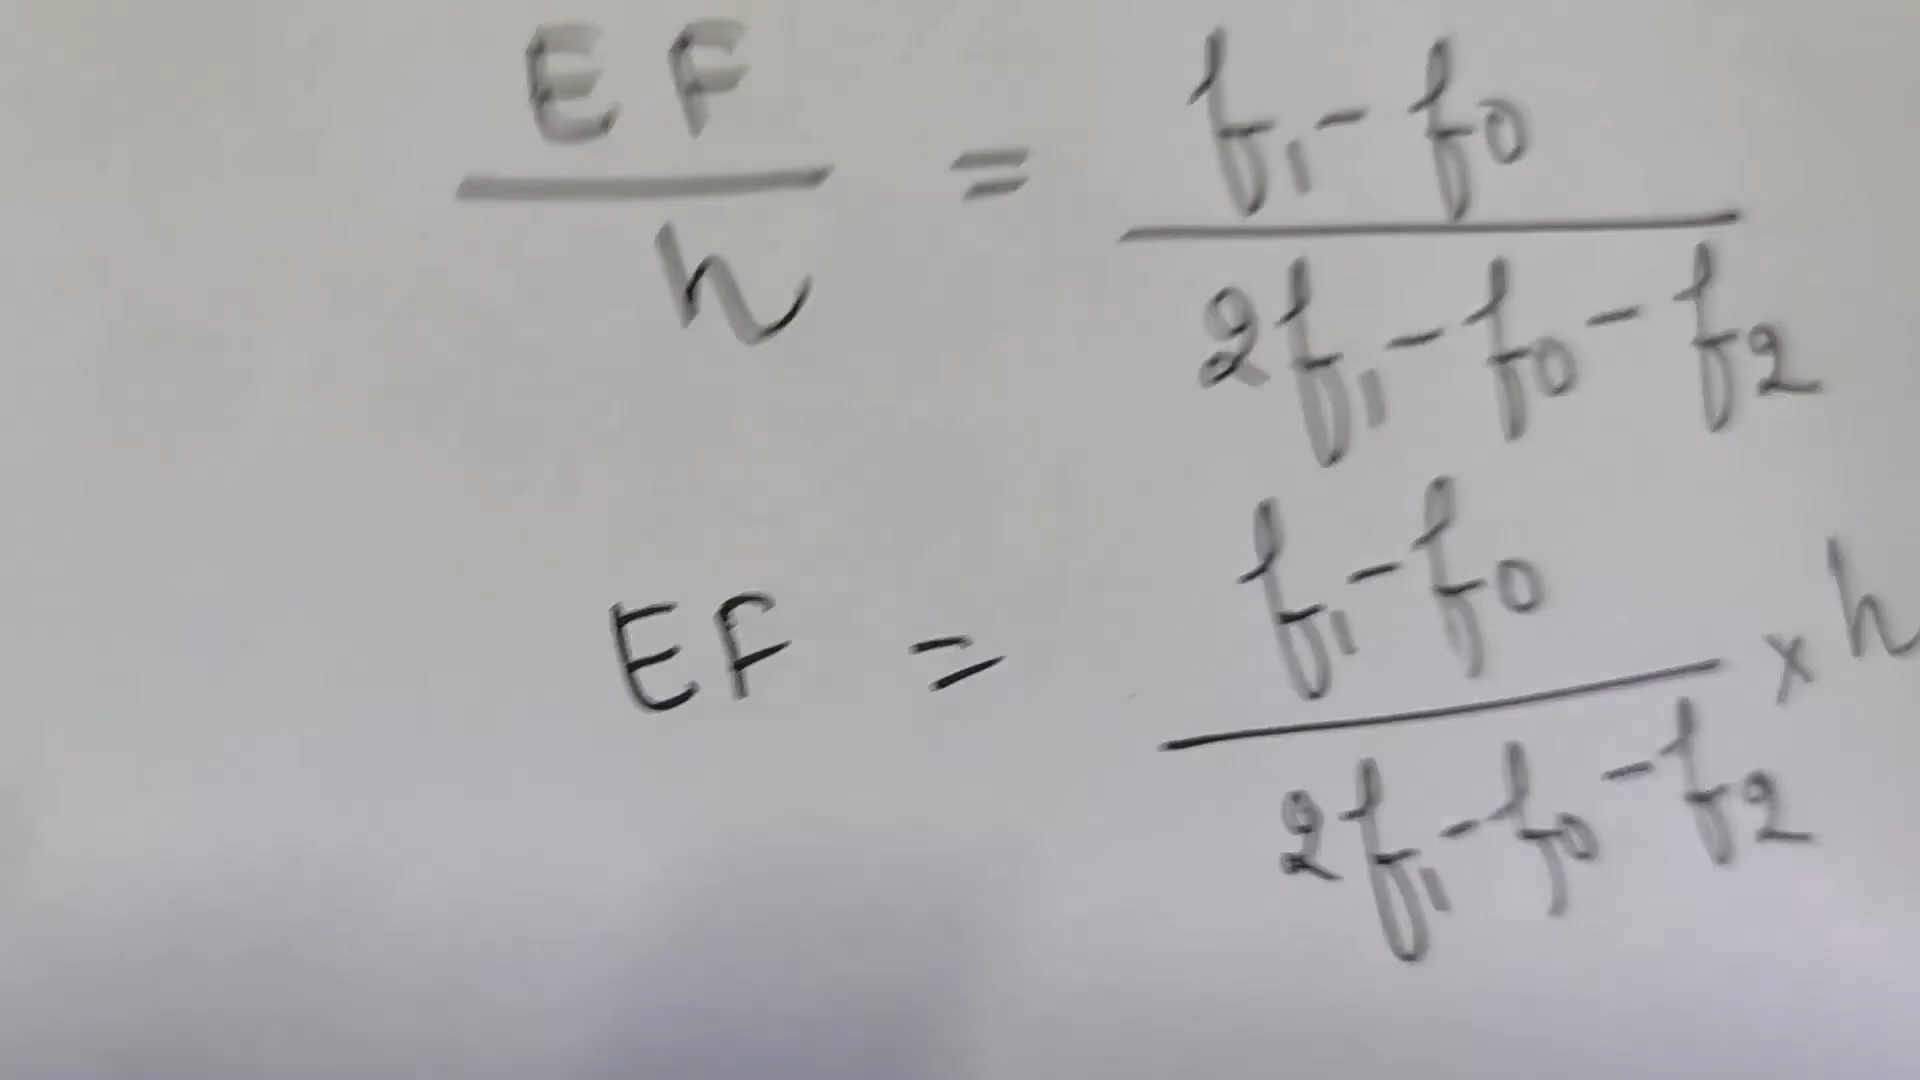 EF/h = f₁ - f₀ / 2f₁ - f₀ - f₂
EF = f₁ - f₀ / 2f₁ - f₀ - f₂ × h